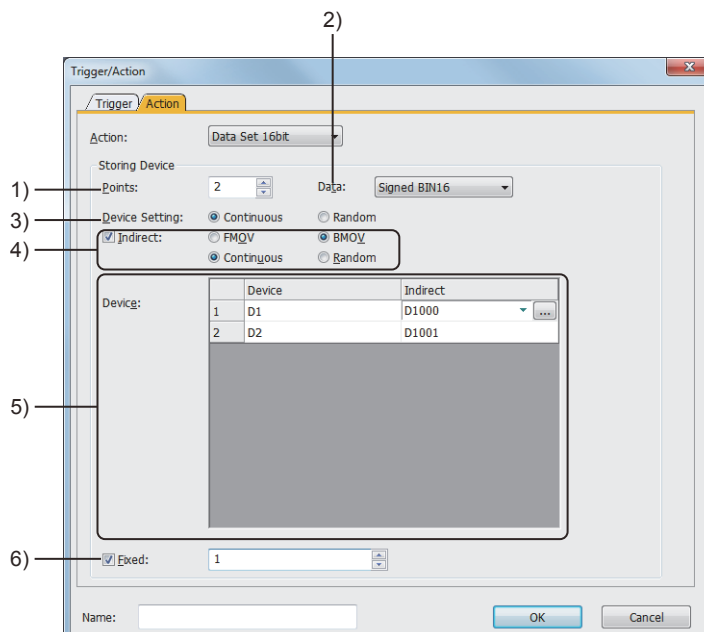 2)
Trigger/Action
Trigger Action
Action: Data Set 16bit
Storing Device
1) Points: 2 Data: Signed BIN16
3) Device Setting: Continuous Random
4) Indirect: FMOV BMOV
Continuous Random
5) Device: Device Indirect
1 D1 D1000 ...
2 D2 D1001
6) Fixed: 1
Name: OK Cancel